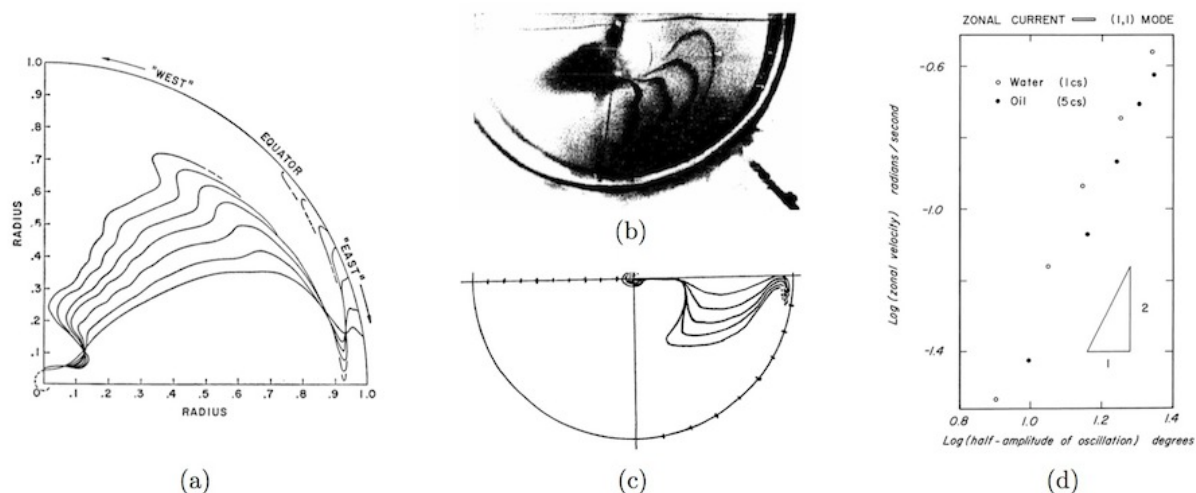 1.0
.9
.8
.7
.6
.5
.4
.3
.2
.1
0
.1 .2 .3 .4 .5 .6 .7 .8 .9 1.0
RADIUS
RADIUS
"WEST"
EQUATOR
"EAST"
(a)
(b)
(c)
ZONAL CURRENT (1,1) MODE
Water (1cs)
Oil (5cs)
-0.6
-1.0
-1.4
Log (zonal velocity) radians/second
2
1
0.8 1.0 1.2 1.4
Log (half-amplitude of oscillation) degrees
(d)